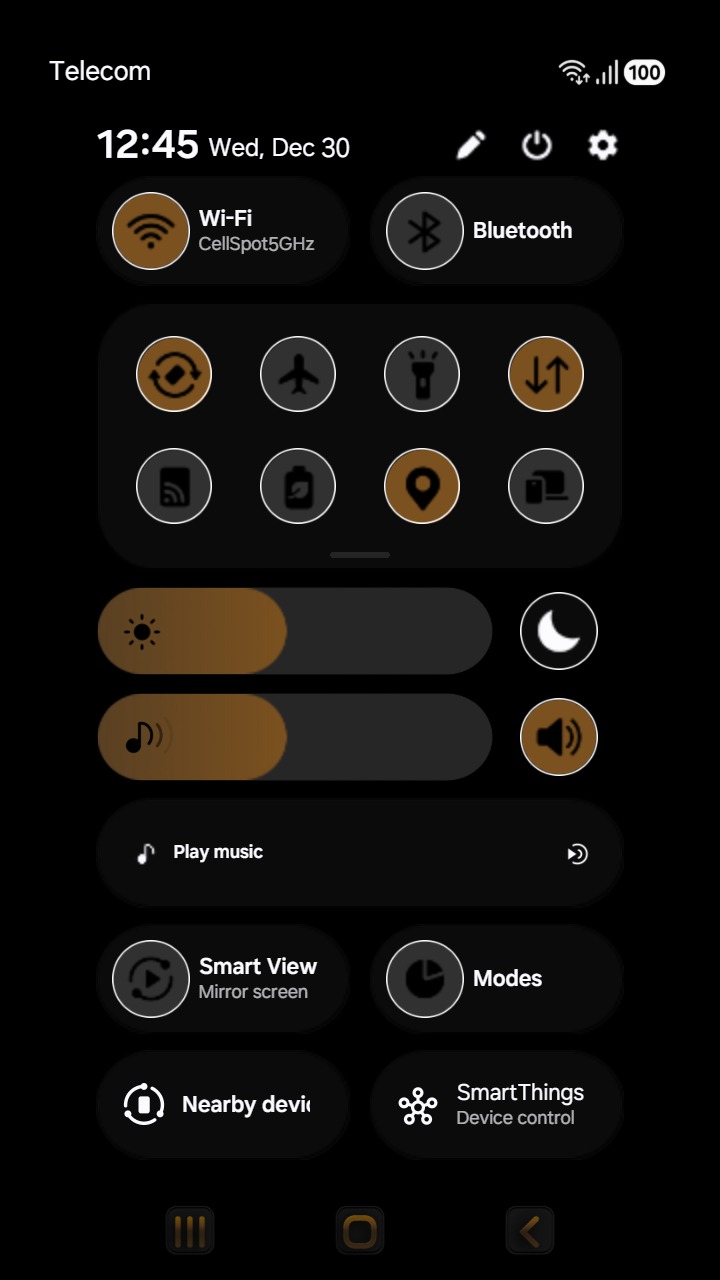 Telecom
100
12:45 Wed, Dec 30
Wi-Fi
CellSpot5GHz
Bluetooth
Play music
Smart View
Mirror screen
Modes
Nearby devic
SmartThings
Device control